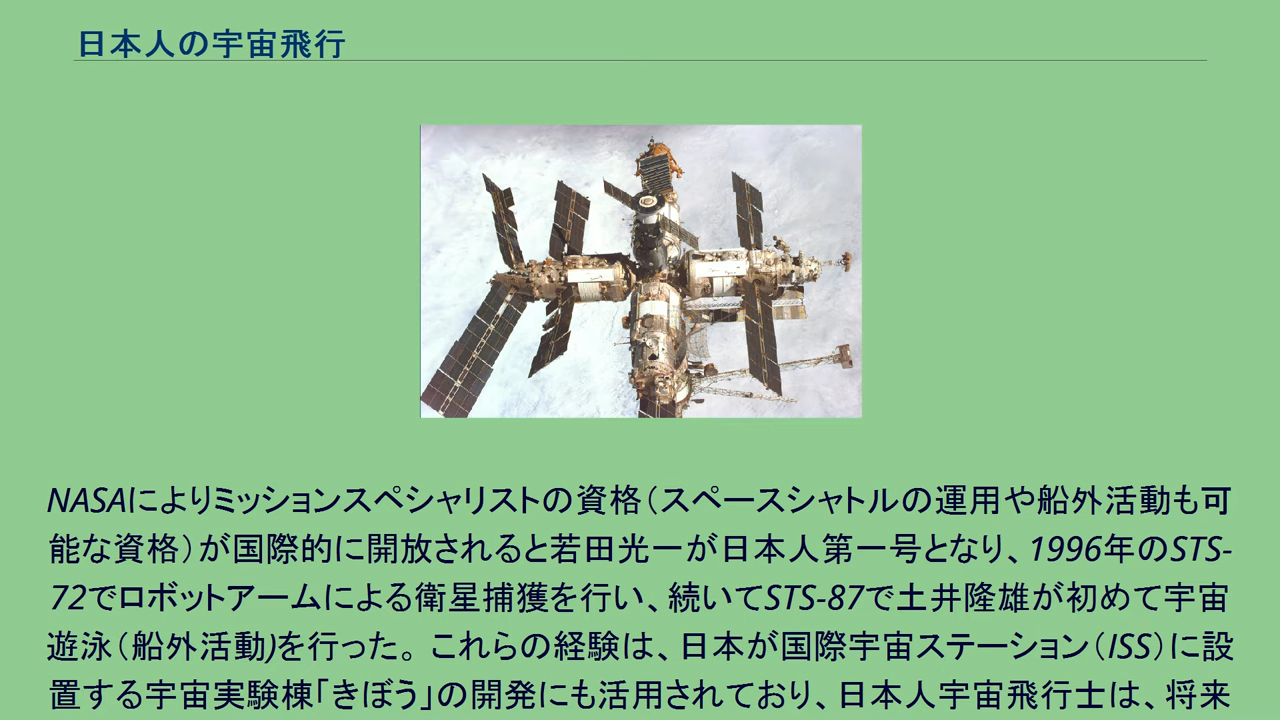 日本人の宇宙飛行
NASAによりミッションスペシャリストの資格（スペースシャトルの運用や船外活動も可
能な資格）が国際的に開放されると若田光一が日本人第一号となり、1996年のSTS-
72でロボットアームによる衛星捕獲を行い、続いてSTS-87で土井隆雄が初めて宇宙
遊泳（船外活動)を行った。これらの経験は、日本が国際宇宙ステーション（ISS）に設
置する宇宙実験棟「きぼう」の開発にも活用されており、日本人宇宙飛行士は、将来